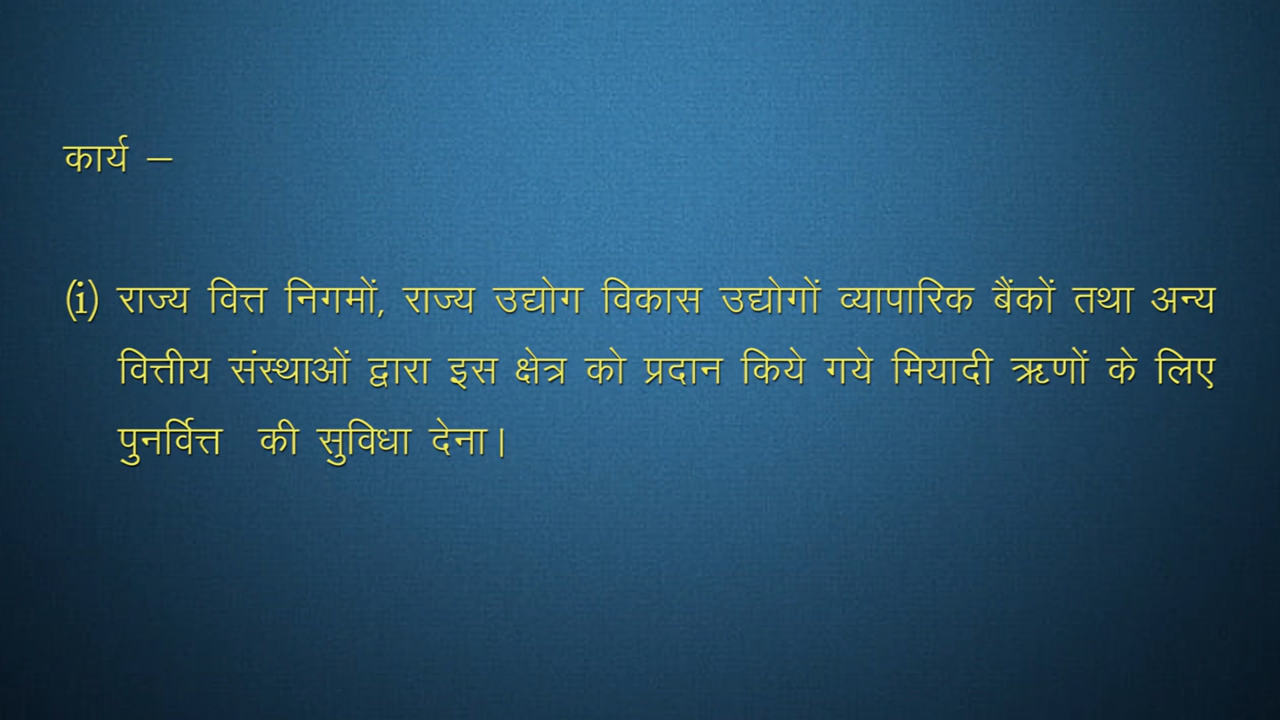 कार्य –
(i) राज्य वित्त निगमों, राज्य उद्योग विकास उद्योगों व्यापारिक बैंकों तथा अन्य
वित्तीय संस्थाओं द्वारा इस क्षेत्र को प्रदान किये गये मियादी ऋणों के लिए
पुनर्वित्त की सुविधा देना।